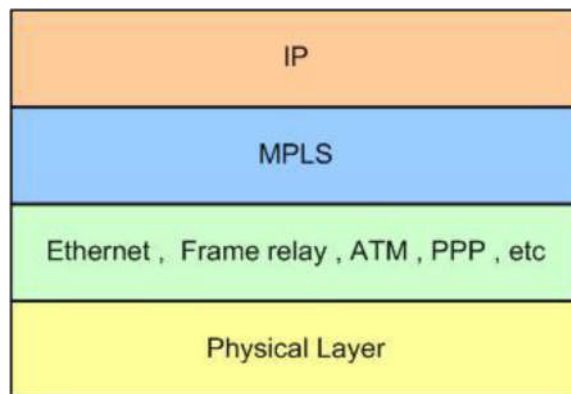 IP
MPLS
Ethernet , Frame relay , ATM , PPP , etc
Physical Layer